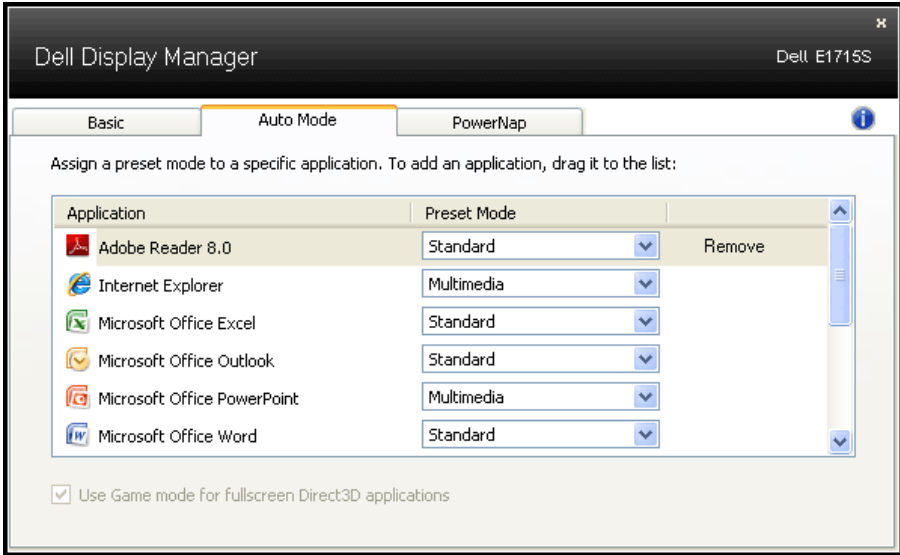 Dell Display Manager
Dell E1715S
Basic
Auto Mode
PowerNap
Assign a preset mode to a specific application. To add an application, drag it to the list:
Application Preset Mode
Adobe Reader 8.0 Standard Remove
Internet Explorer Multimedia
Microsoft Office Excel Standard
Microsoft Office Outlook Standard
Microsoft Office PowerPoint Multimedia
Microsoft Office Word Standard
Use Game mode for fullscreen Direct3D applications